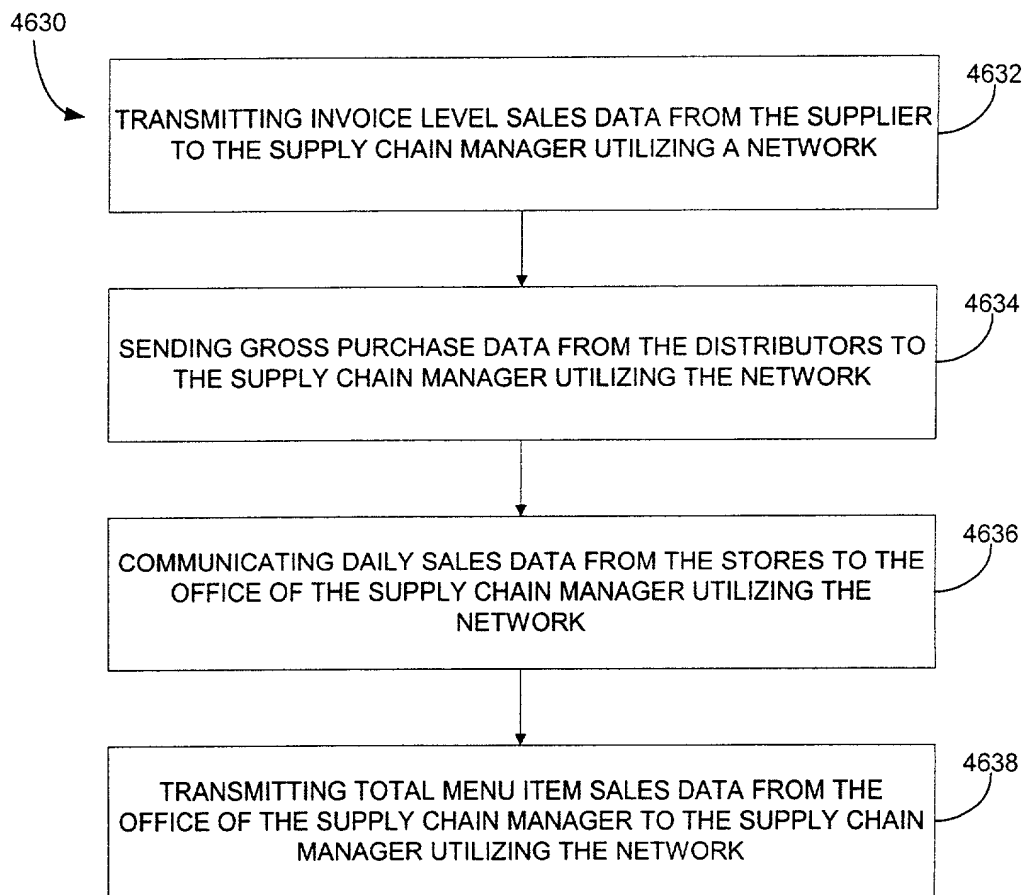 4630
4632
TRANSMITTING INVOICE LEVEL SALES DATA FROM THE SUPPLIER
TO THE SUPPLY CHAIN MANAGER UTILIZING A NETWORK
4634
SENDING GROSS PURCHASE DATA FROM THE DISTRIBUTORS TO
THE SUPPLY CHAIN MANAGER UTILIZING THE NETWORK
4636
COMMUNICATING DAILY SALES DATA FROM THE STORES TO THE
OFFICE OF THE SUPPLY CHAIN MANAGER UTILIZING THE
NETWORK
4638
TRANSMITTING TOTAL MENU ITEM SALES DATA FROM THE
OFFICE OF THE SUPPLY CHAIN MANAGER TO THE SUPPLY CHAIN
MANAGER UTILIZING THE NETWORK